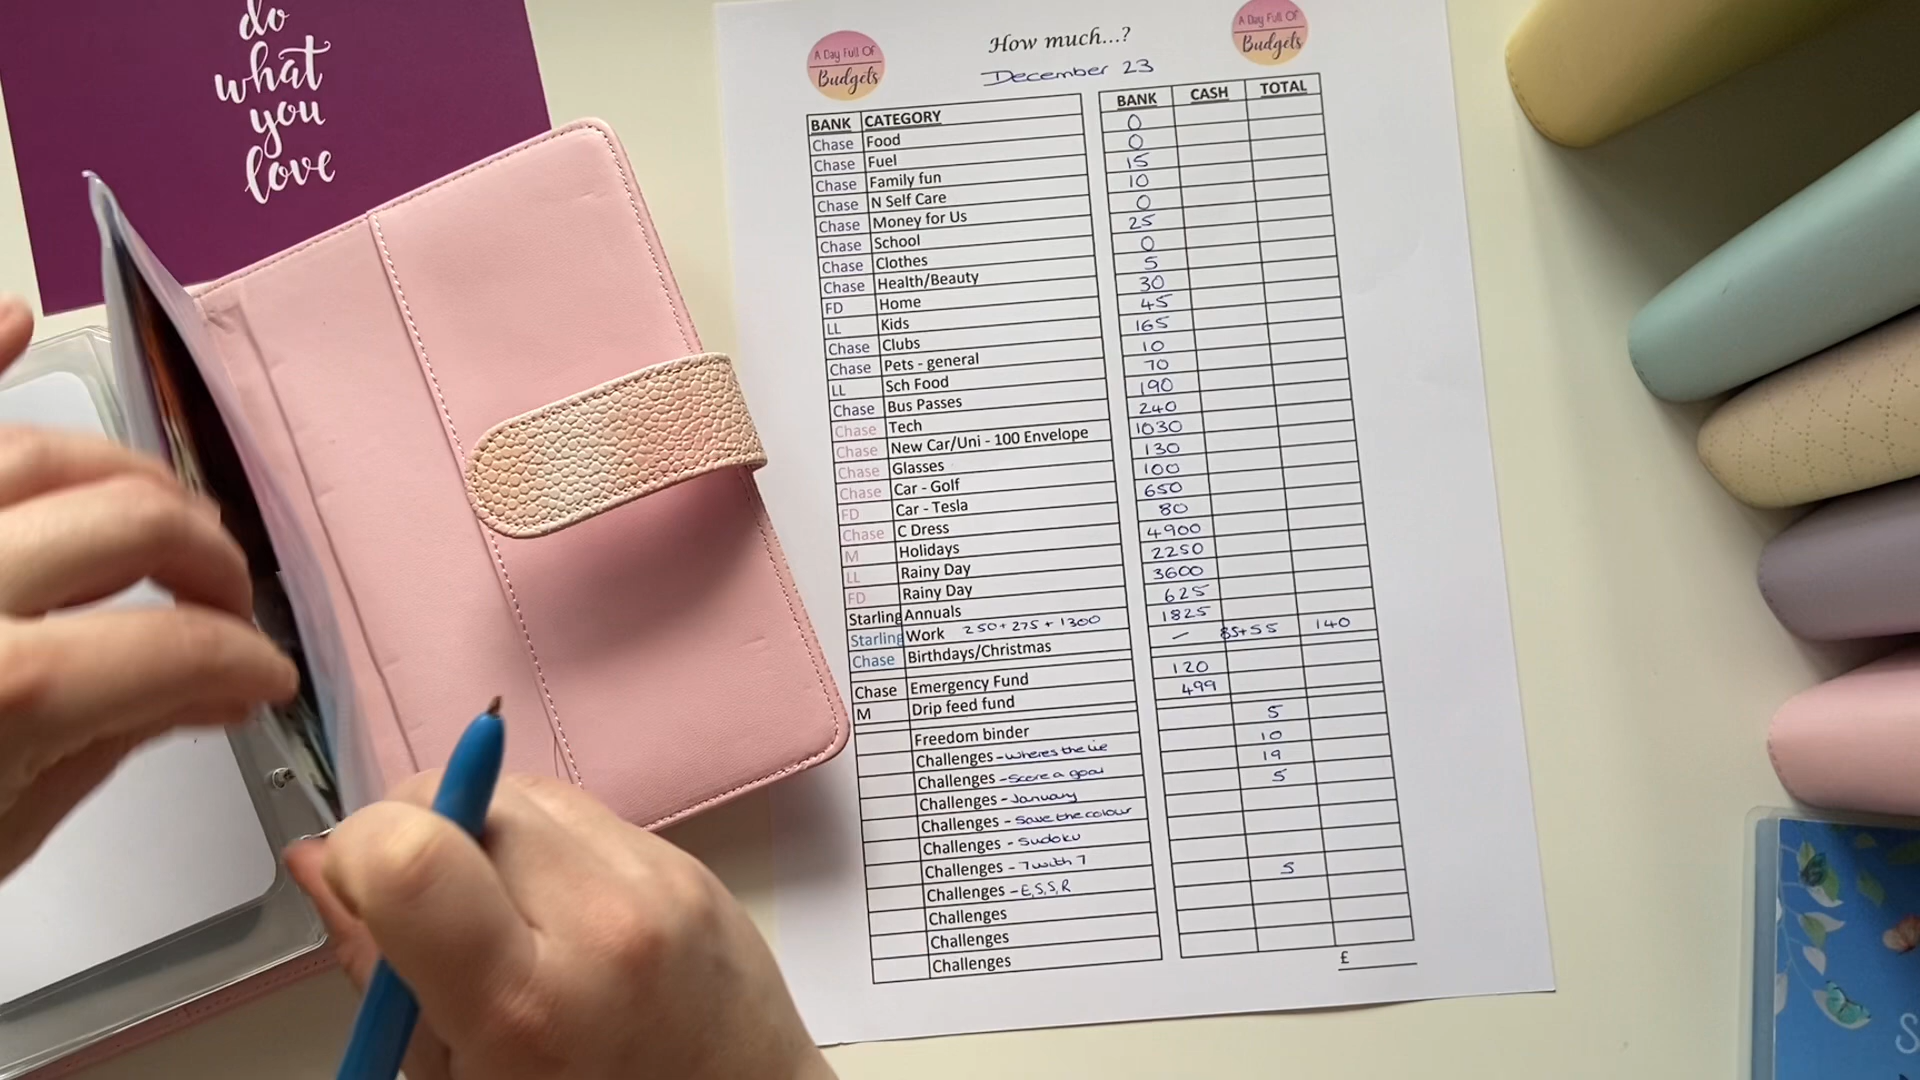 do
what
you
love
A Day Full Of
Budgets
How much...?
A Day Full Of
Budgets
December 23
BANK CATEGORY BANK CASH TOTAL
Chase Food 0
Chase Fuel 0
Chase Family fun 15
Chase N Self Care 10
Chase Money for Us 0
Chase School 25
Chase Clothes 0
Chase Health/Beauty 5
FD Home 30
LL Kids 45
Chase Clubs 165
Chase Pets - general 10
LL Sch Food 70
Chase Bus Passes 190
Chase Tech 240
Chase New Car/Uni - 100 Envelope 1030
Chase Glasses 130
Chase Car - Golf 100
FD Car - Tesla 650
Chase C Dress 80
M Holidays 4900
LL Rainy Day 2250
FD Rainy Day 3600
Starling Annuals 625
Starling Work 250+275+1300 1825
Chase Birthdays/Christmas — 85+55 140
Chase Emergency Fund 120
M Drip feed fund 499
Freedom binder 5
Challenges - wheres the lie 10
Challenges - Score a goal 19
Challenges - January 5
Challenges - Save the colour
Challenges - Sudoku
Challenges - 7 with 7
Challenges - E,S,S,R 5
Challenges
Challenges
Challenges
£